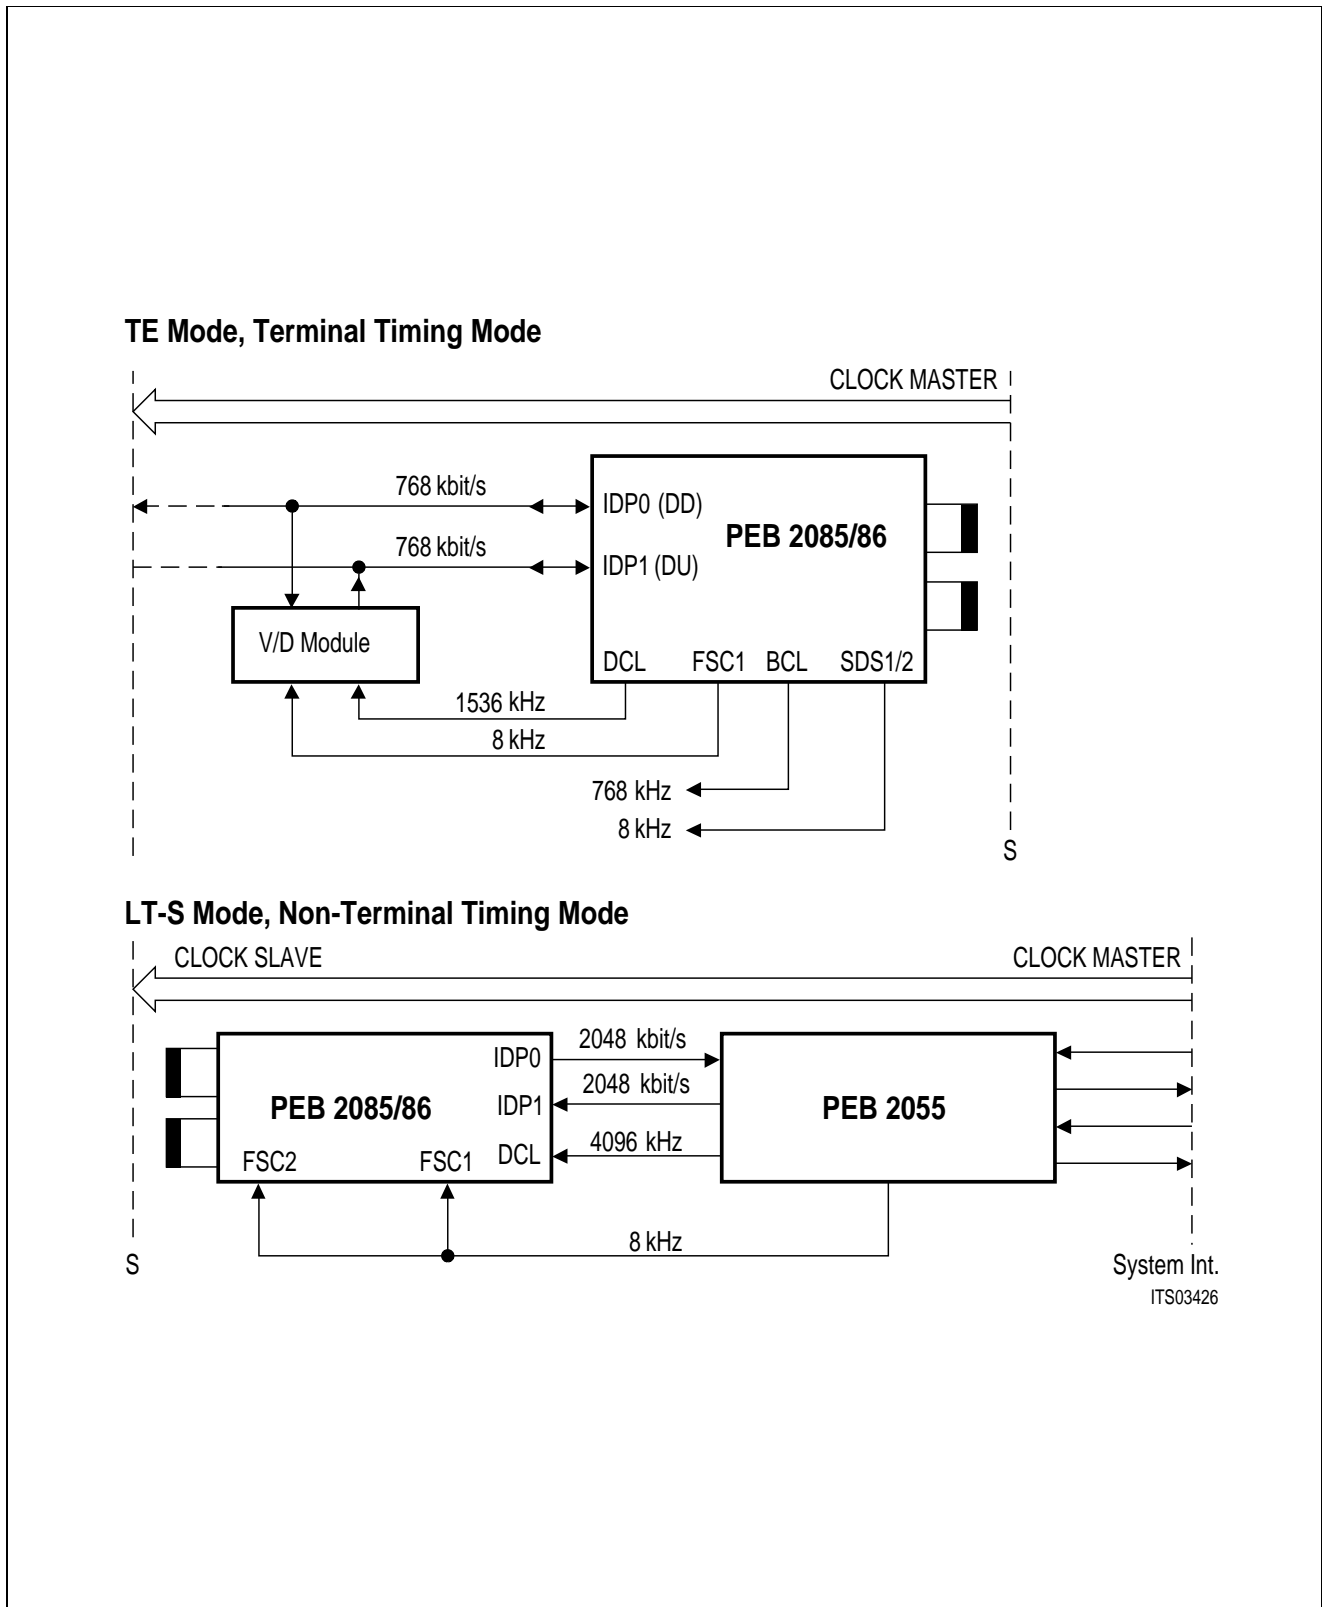 TE Mode, Terminal Timing Mode
CLOCK MASTER
768 kbit/s
IDP0 (DD)
PEB 2085/86
768 kbit/s
IDP1 (DU)
V/D Module
DCL FSC1 BCL SDS1/2
1536 kHz
8 kHz
768 kHz
8 kHz
S
LT-S Mode, Non-Terminal Timing Mode
CLOCK SLAVE
CLOCK MASTER
IDP0
2048 kbit/s
PEB 2085/86
IDP1
2048 kbit/s
PEB 2055
FSC2 FSC1 DCL
4096 kHz
8 kHz
S
System Int.
ITS03426